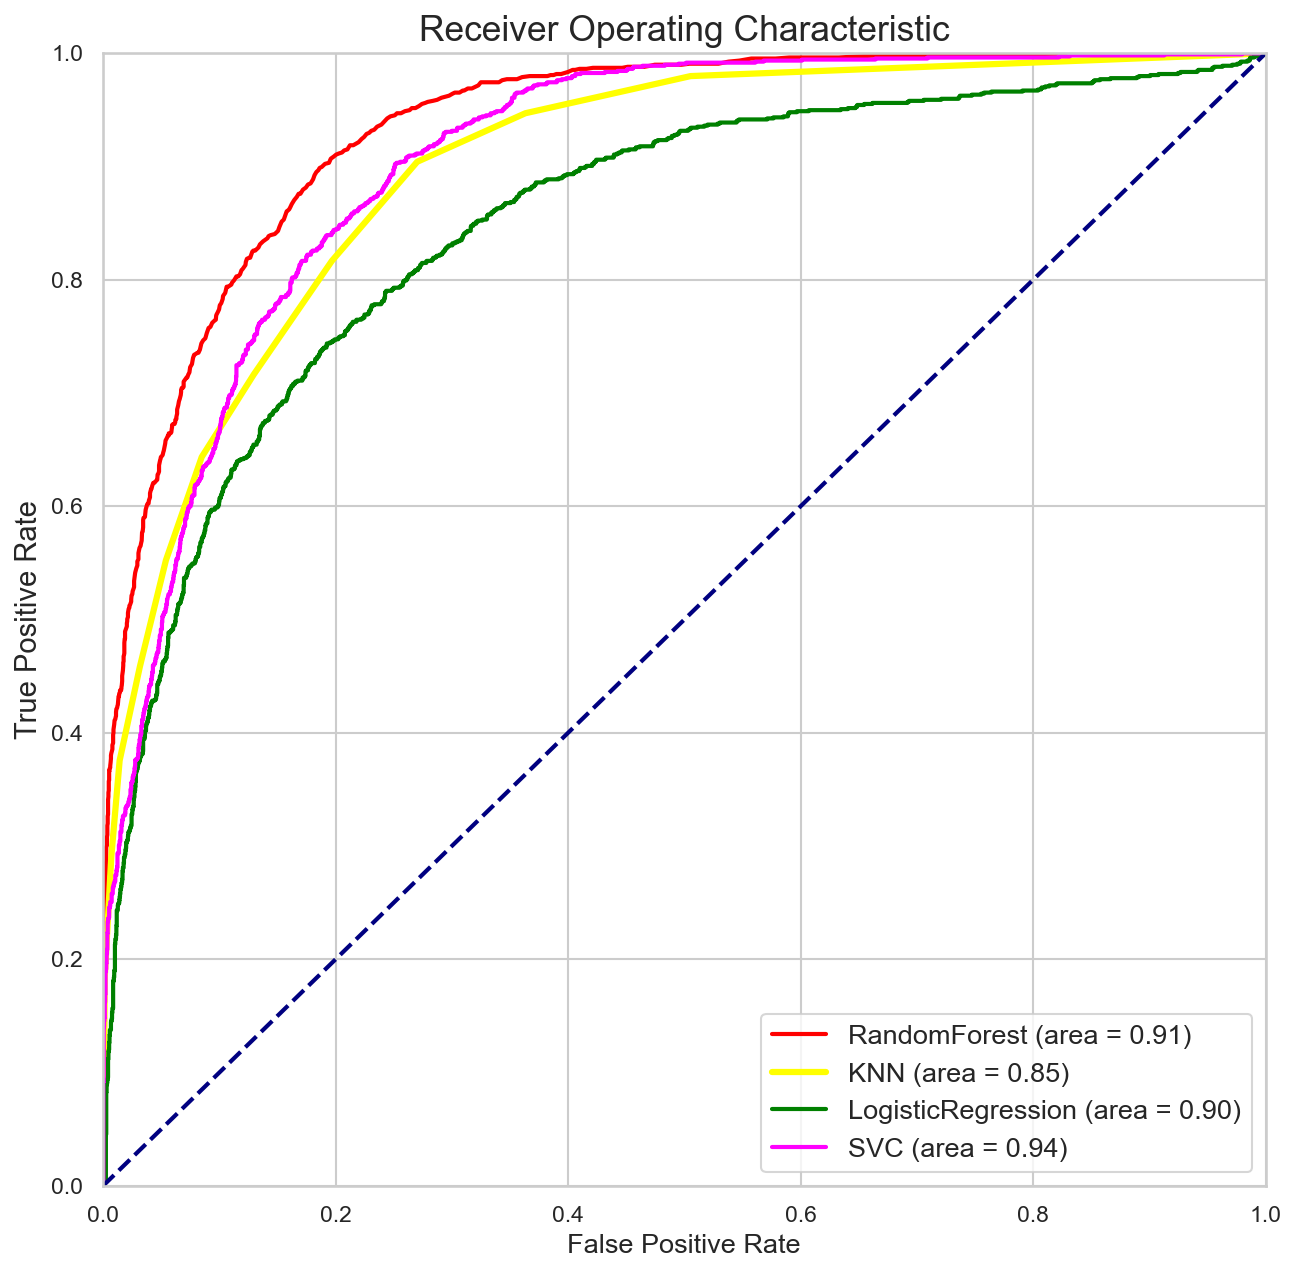 Receiver Operating Characteristic
1.0
0.8
0.6
0.4
0.2
0.0
True Positive Rate
RandomForest (area = 0.91)
KNN (area = 0.85)
LogisticRegression (area = 0.90)
SVC (area = 0.94)
0.0 0.2 0.4 0.6 0.8 1.0
False Positive Rate